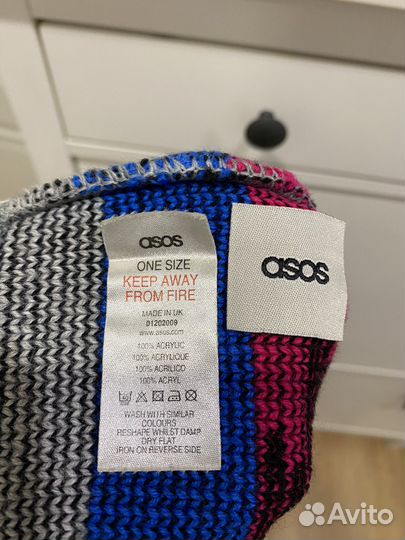 asos
ONE SIZE
KEEP AWAY
FROM FIRE
MADE IN UK
01202009
www.asos.com
100% ACRYLIC
100% ACRYLIQUE
100% ACRILICO
100% ACRYL
WASH WITH SIMILAR
COLOURS
RESHAPE WHILST DAMP
DRY FLAT
IRON ON REVERSE SIDE
asos
Avito